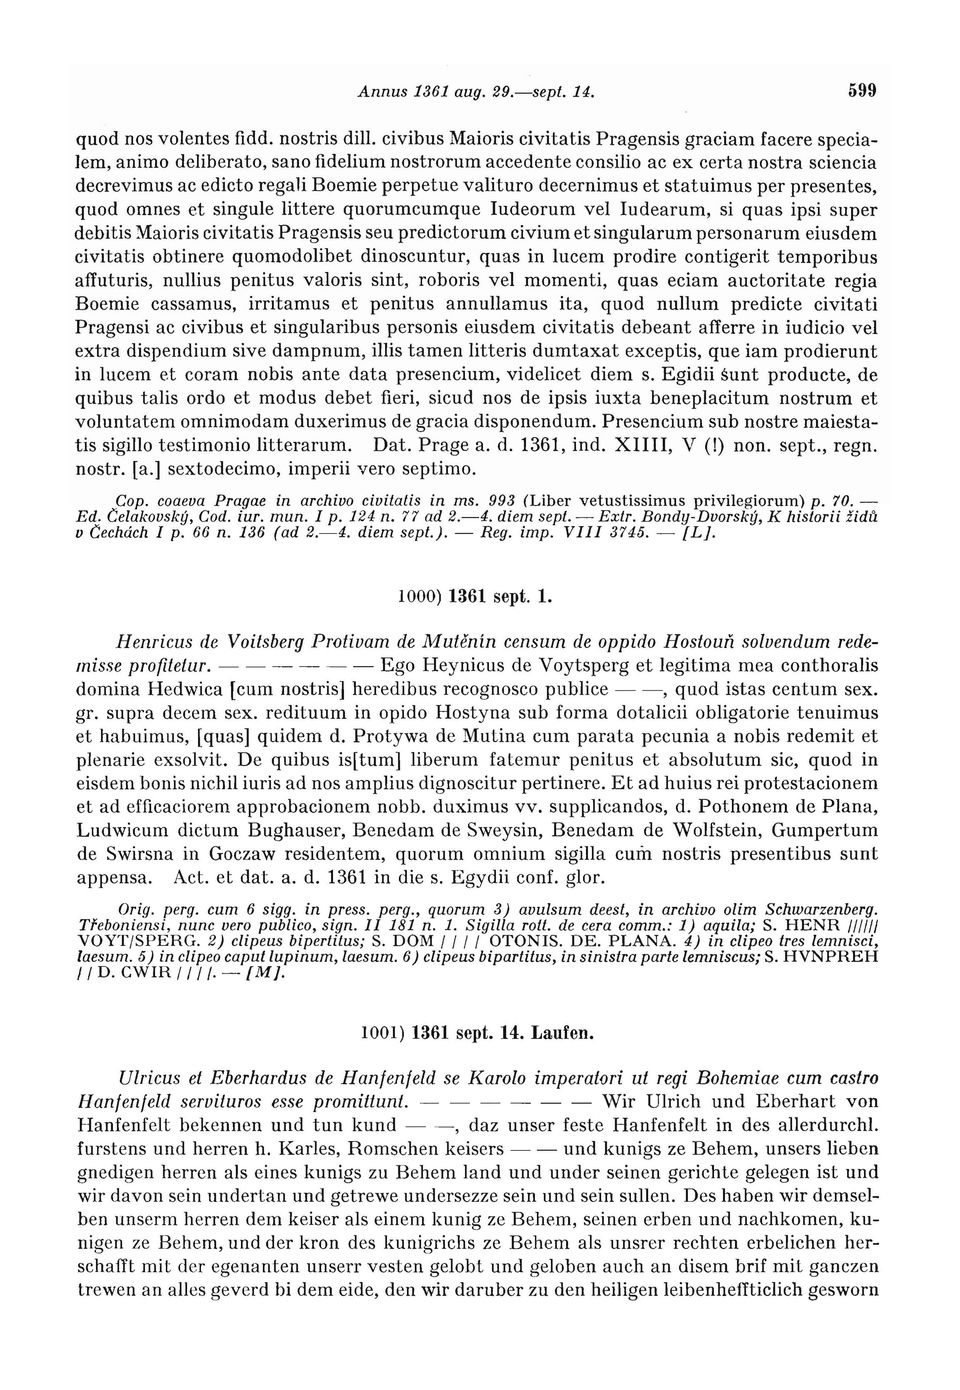 Annus 1361 aug. 29.—sept. 14. 599
quod nos volentes fidd. nostris dill. civibus Maioris civitatis Pragensis graciam facere specia-
lem, animo deliberato, sano fidelium nostrorum accedente consilio ac ex certa nostra sciencia
decrevimus ac edicto regali Boemie perpetue valituro decernimus et statuimus per presentes,
quod omnes et singule littere quorumcumque Iudeorum vel Iudearum, si quas ipsi super
debitis Maioris civitatis Pragensis seu predictorum civium et singularum personarum eiusdem
civitatis obtinere quomodolibet dinoscuntur, quas in lucem prodire contigerit temporibus
affuturis, nullius penitus valoris sint, roboris vel momenti, quas eciam auctoritate regia
Boemie cassamus, irritamus et penitus annullamus ita, quod nullum predicte civitati
Pragensi ac civibus et singularibus personis eiusdem civitatis debeant afferre in iudicio vel
extra dispendium sive dampnum, illis tamen litteris dumtaxat exceptis, que iam prodierunt
in lucem et coram nobis ante data presencium, videlicet diem s. Egidii sunt producte, de
quibus talis ordo et modus debet fieri, sicud nos de ipsis iuxta beneplacitum nostrum et
voluntatem omnimodam duxerimus de gracia disponendum. Presencium sub nostre maiesta-
tis sigillo testimonio litterarum. Dat. Prage a. d. 1361, ind. XIIII, V (!) non. sept., regn.
nostr. [a.] sextodecimo, imperii vero septimo.
Cop. coaeva Pragae in archivo civitatis in ms. 993 (Liber vetustissimus privilegiorum) p. 70. —
Ed. Čelakovský, Cod. iur. mun. I p. 124 n. 77 ad 2.—4. diem sept. — Extr. Bondy-Dvorský, K historii židů
v Čechách I p. 66 n. 136 (ad 2.—4. diem sept.). — Reg. imp. VIII 3745. — [L].
1000) 1361 sept. 1.
Henricus de Voitsberg Protivam de Mutěnín censum de oppido Hostouň solvendum rede-
misse profitetur. — — — — — — Ego Heynicus de Voytsperg et legitima mea conthoralis
domina Hedwica [cum nostris] heredibus recognosco publice — —, quod istas centum sex.
gr. supra decem sex. redituum in opido Hostyna sub forma dotalicii obligatorie tenuimus
et habuimus, [quas] quidem d. Protywa de Mutina cum parata pecunia a nobis redemit et
plenarie exsolvit. De quibus is[tum] liberum fatemur penitus et absolutum sic, quod in
eisdem bonis nichil iuris ad nos amplius dignoscitur pertinere. Et ad huius rei protestacionem
et ad efficaciorem approbacionem nobb. duximus vv. supplicandos, d. Pothonem de Plana,
Ludwicum dictum Bughauser, Benedam de Sweysin, Benedam de Wolfstein, Gumpertum
de Swirsna in Goczaw residentem, quorum omnium sigilla cum nostris presentibus sunt
appensa. Act. et dat. a. d. 1361 in die s. Egydii conf. glor.
Orig. perg. cum 6 sigg. in press. perg., quorum 3) avulsum deest, in archivo olim Schwarzenberg.
Třeboniensi, nunc vero publico, sign. II 181 n. 1. Sigilla rott. de cera comm.: 1) aquila; S. HENR //////
VOYT/SPERG. 2) clipeus bipertitus; S. DOM / / / / OTONIS. DE. PLANA. 4) in clipeo tres lemnisci,
laesum. 5) in clipeo caput lupinum, laesum. 6) clipeus bipartitus, in sinistra parte lemniscus; S. HVNPREH
/ / D. CWIR / / / /. — [M].
1001) 1361 sept. 14. Laufen.
Ulricus et Eberhardus de Hanfenfeld se Karolo imperatori ut regi Bohemiae cum castro
Hanfenfeld servituros esse promittunt. — — — — — — Wir Ulrich und Eberhart von
Hanfenfelt bekennen und tun kund — —, daz unser feste Hanfenfelt in des allerdurchl.
furstens und herren h. Karles, Romschen keisers — — und kunigs ze Behem, unsers lieben
gnedigen herren als eines kunigs zu Behem land und under seinen gerichte gelegen ist und
wir davon sein undertan und getrewe undersezze sein und sein sullen. Des haben wir demsel-
ben unserm herren dem keiser als einem kunig ze Behem, seinen erben und nachkomen, ku-
nigen ze Behem, und der kron des kunigrichs ze Behem als unsrer rechten erbelichen her-
schafft mit der egenanten unserr vesten gelobt und geloben auch an disem brif mit ganczen
trewen an alles geverd bi dem eide, den wir daruber zu den heiligen leibenheffticlich gesworn